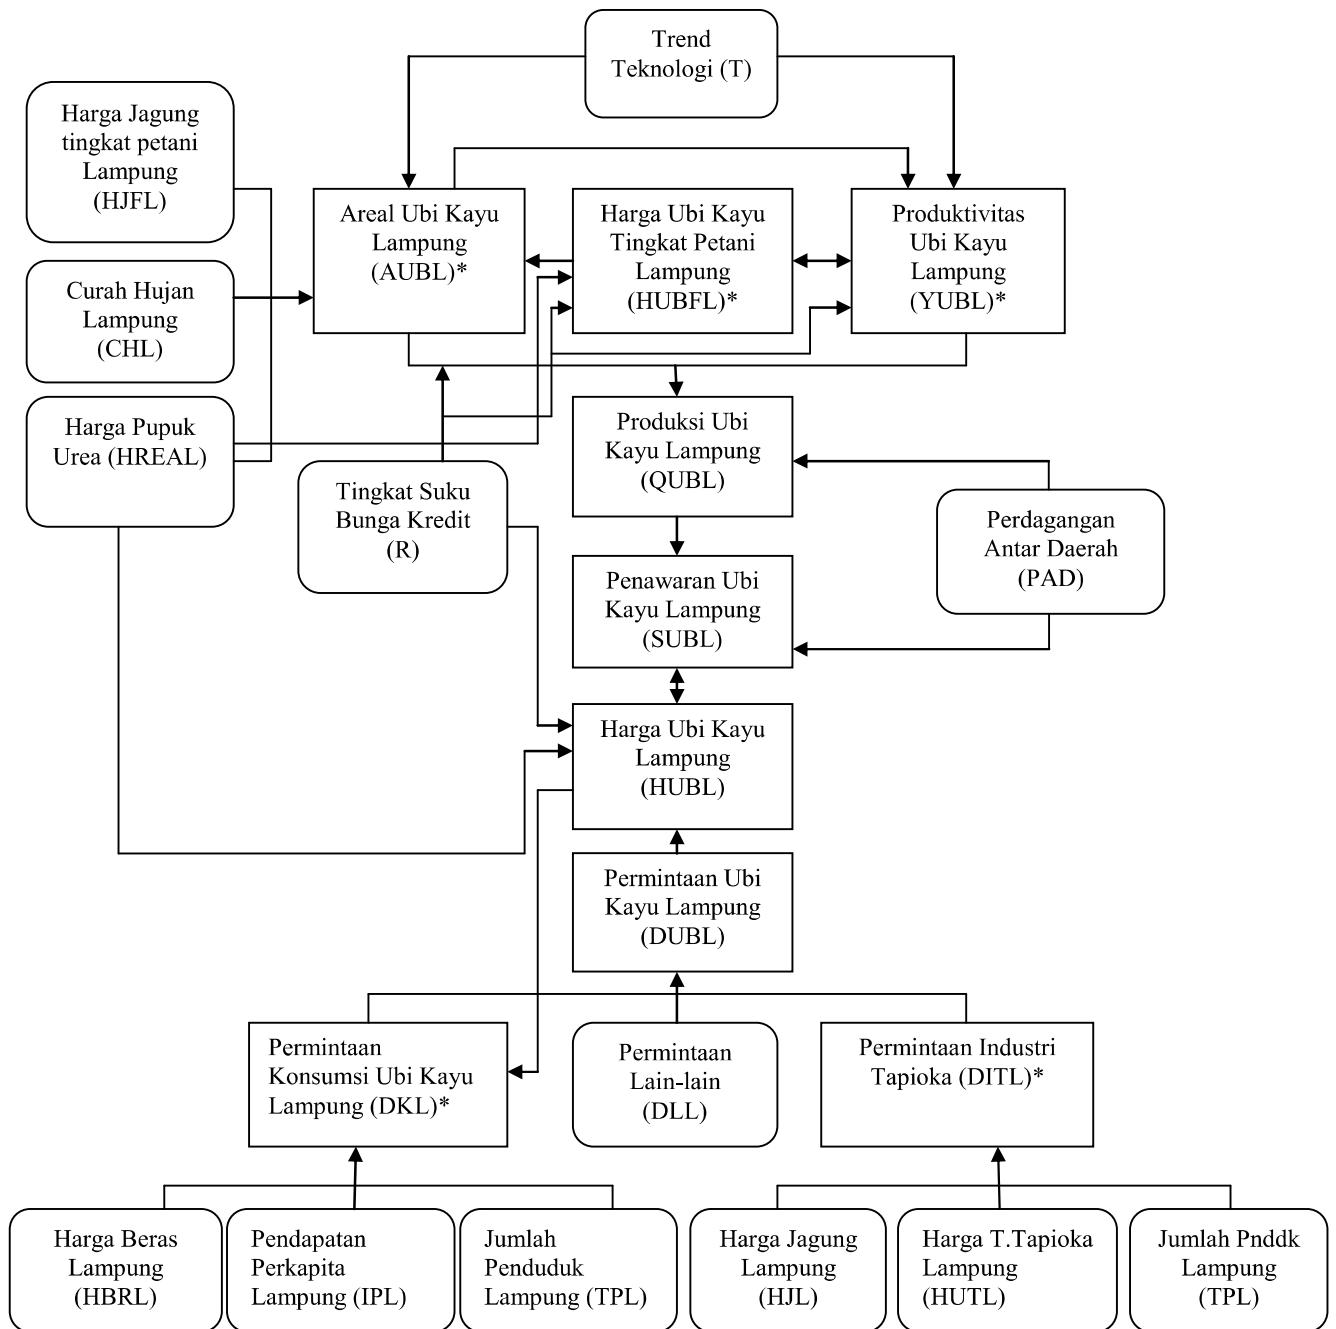 Trend
Teknologi (T)
Harga Jagung
tingkat petani
Lampung
(HJFL)
Areal Ubi Kayu
Lampung
(AUBL)*
Harga Ubi Kayu
Tingkat Petani
Lampung
(HUBFL)*
Produktivitas
Ubi Kayu
Lampung
(YUBL)*
Curah Hujan
Lampung
(CHL)
Harga Pupuk
Urea (HREAL)
Produksi Ubi
Kayu Lampung
(QUBL)
Tingkat Suku
Bunga Kredit
(R)
Perdagangan
Antar Daerah
(PAD)
Penawaran Ubi
Kayu Lampung
(SUBL)
Harga Ubi Kayu
Lampung
(HUBL)
Permintaan Ubi
Kayu Lampung
(DUBL)
Permintaan
Konsumsi Ubi Kayu
Lampung (DKL)*
Permintaan
Lain-lain
(DLL)
Permintaan Industri
Tapioka (DITL)*
Harga Beras
Lampung
(HBRL)
Pendapatan
Perkapita
Lampung (IPL)
Jumlah
Penduduk
Lampung (TPL)
Harga Jagung
Lampung
(HJL)
Harga T.Tapioka
Lampung
(HUTL)
Jumlah Pnddk
Lampung
(TPL)